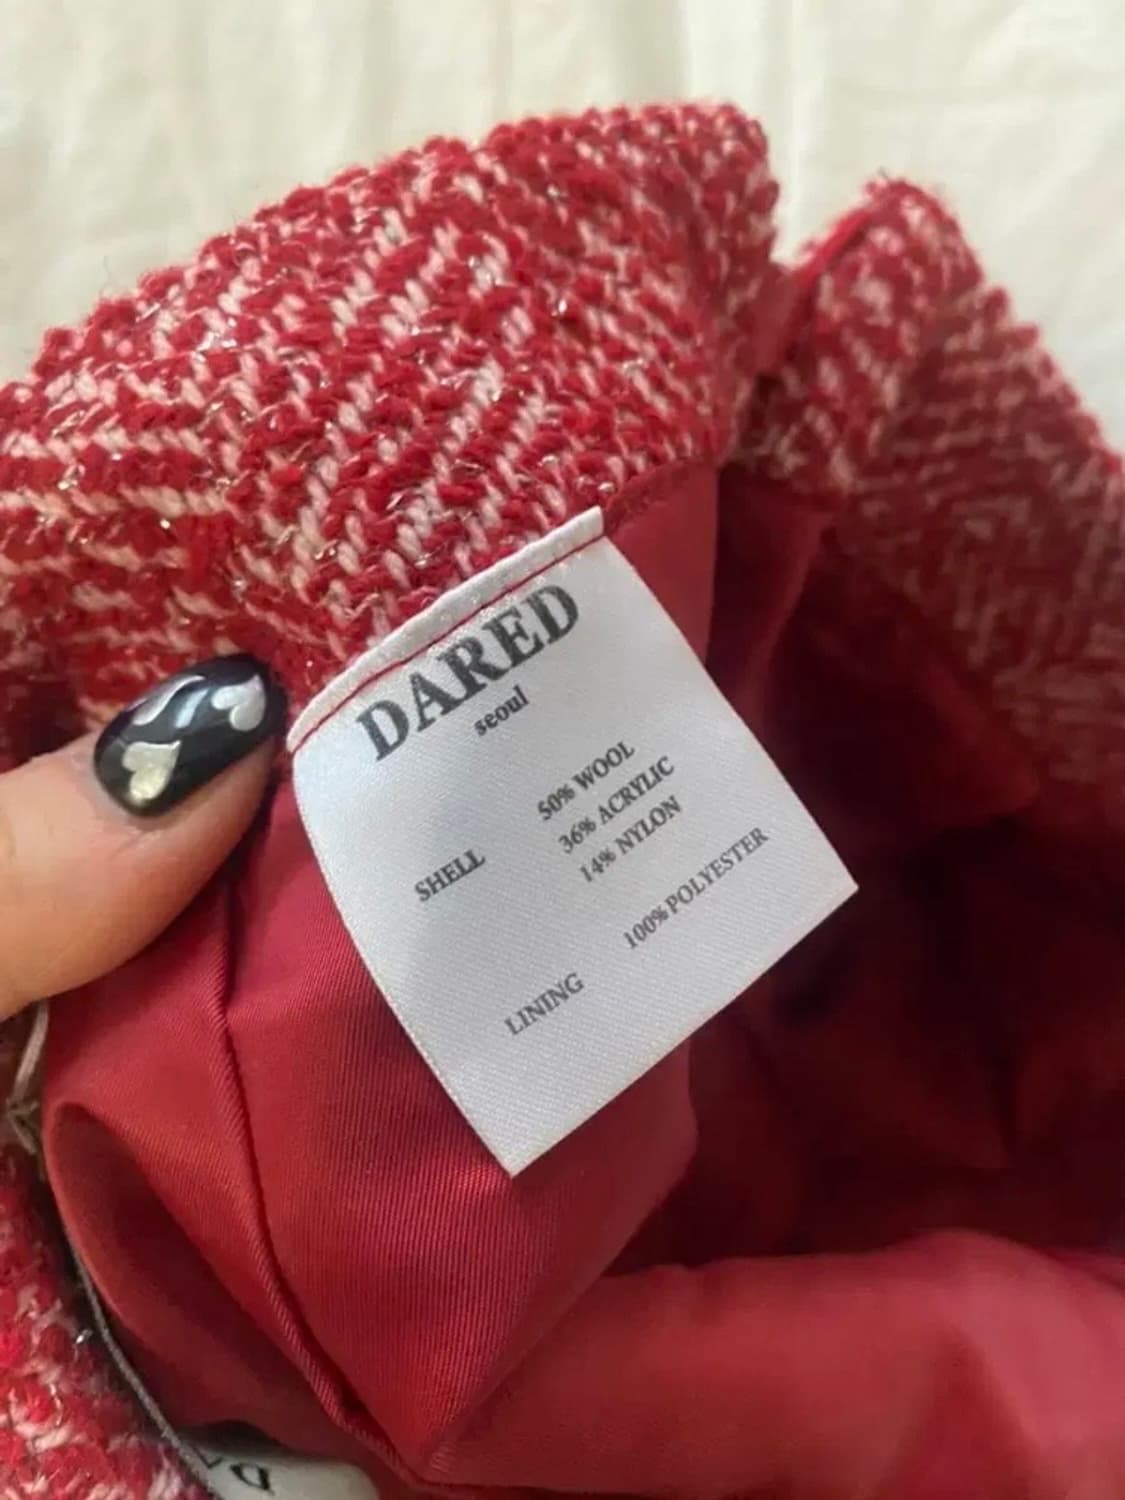 DARED
seoul
SHELL 50% WOOL
36% ACRYLIC
14% NYLON
LINING 100% POLYESTER